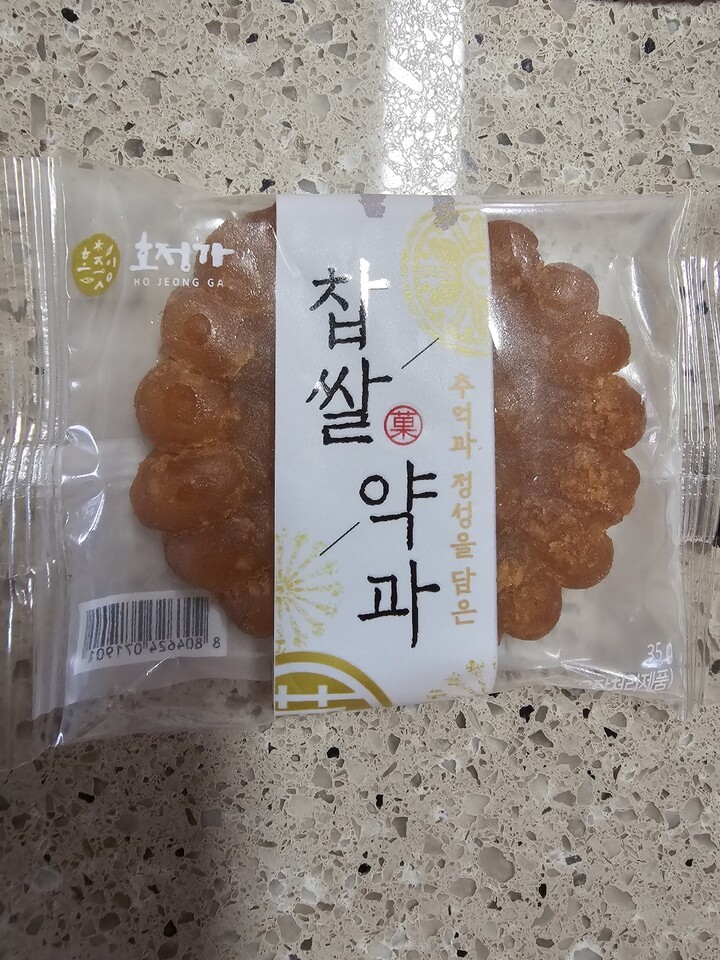 호정가
HO JEONG GA
찹쌀
菓
약과
추억과 정성을 담은
8 804624 071901
35 g